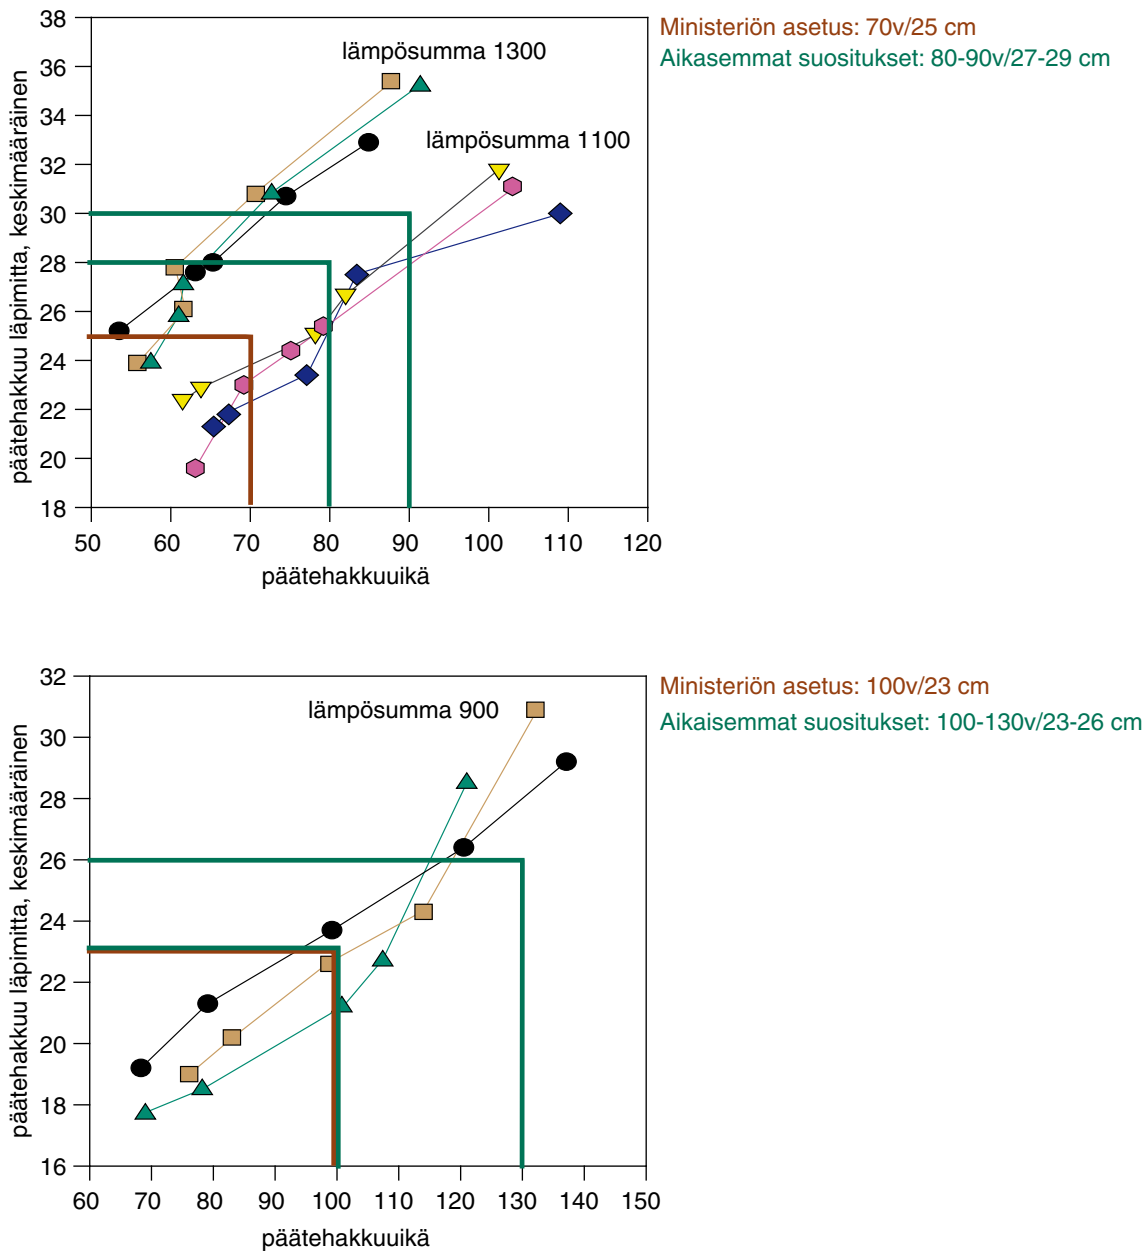 38
36
34
32
30
28
26
24
22
20
18
päätehakkuu läpimitta, keskimääräinen
lämpösumma 1300
lämpösumma 1100
50 60 70 80 90 100 110 120
päätehakkuuikä
Ministeriön asetus: 70v/25 cm
Aikasemmat suositukset: 80-90v/27-29 cm
32
30
28
26
24
22
20
18
16
päätehakkuu läpimitta, keskimääräinen
lämpösumma 900
60 70 80 90 100 110 120 130 140 150
päätehakkuuikä
Ministeriön asetus: 100v/23 cm
Aikaisemmat suositukset: 100-130v/23-26 cm